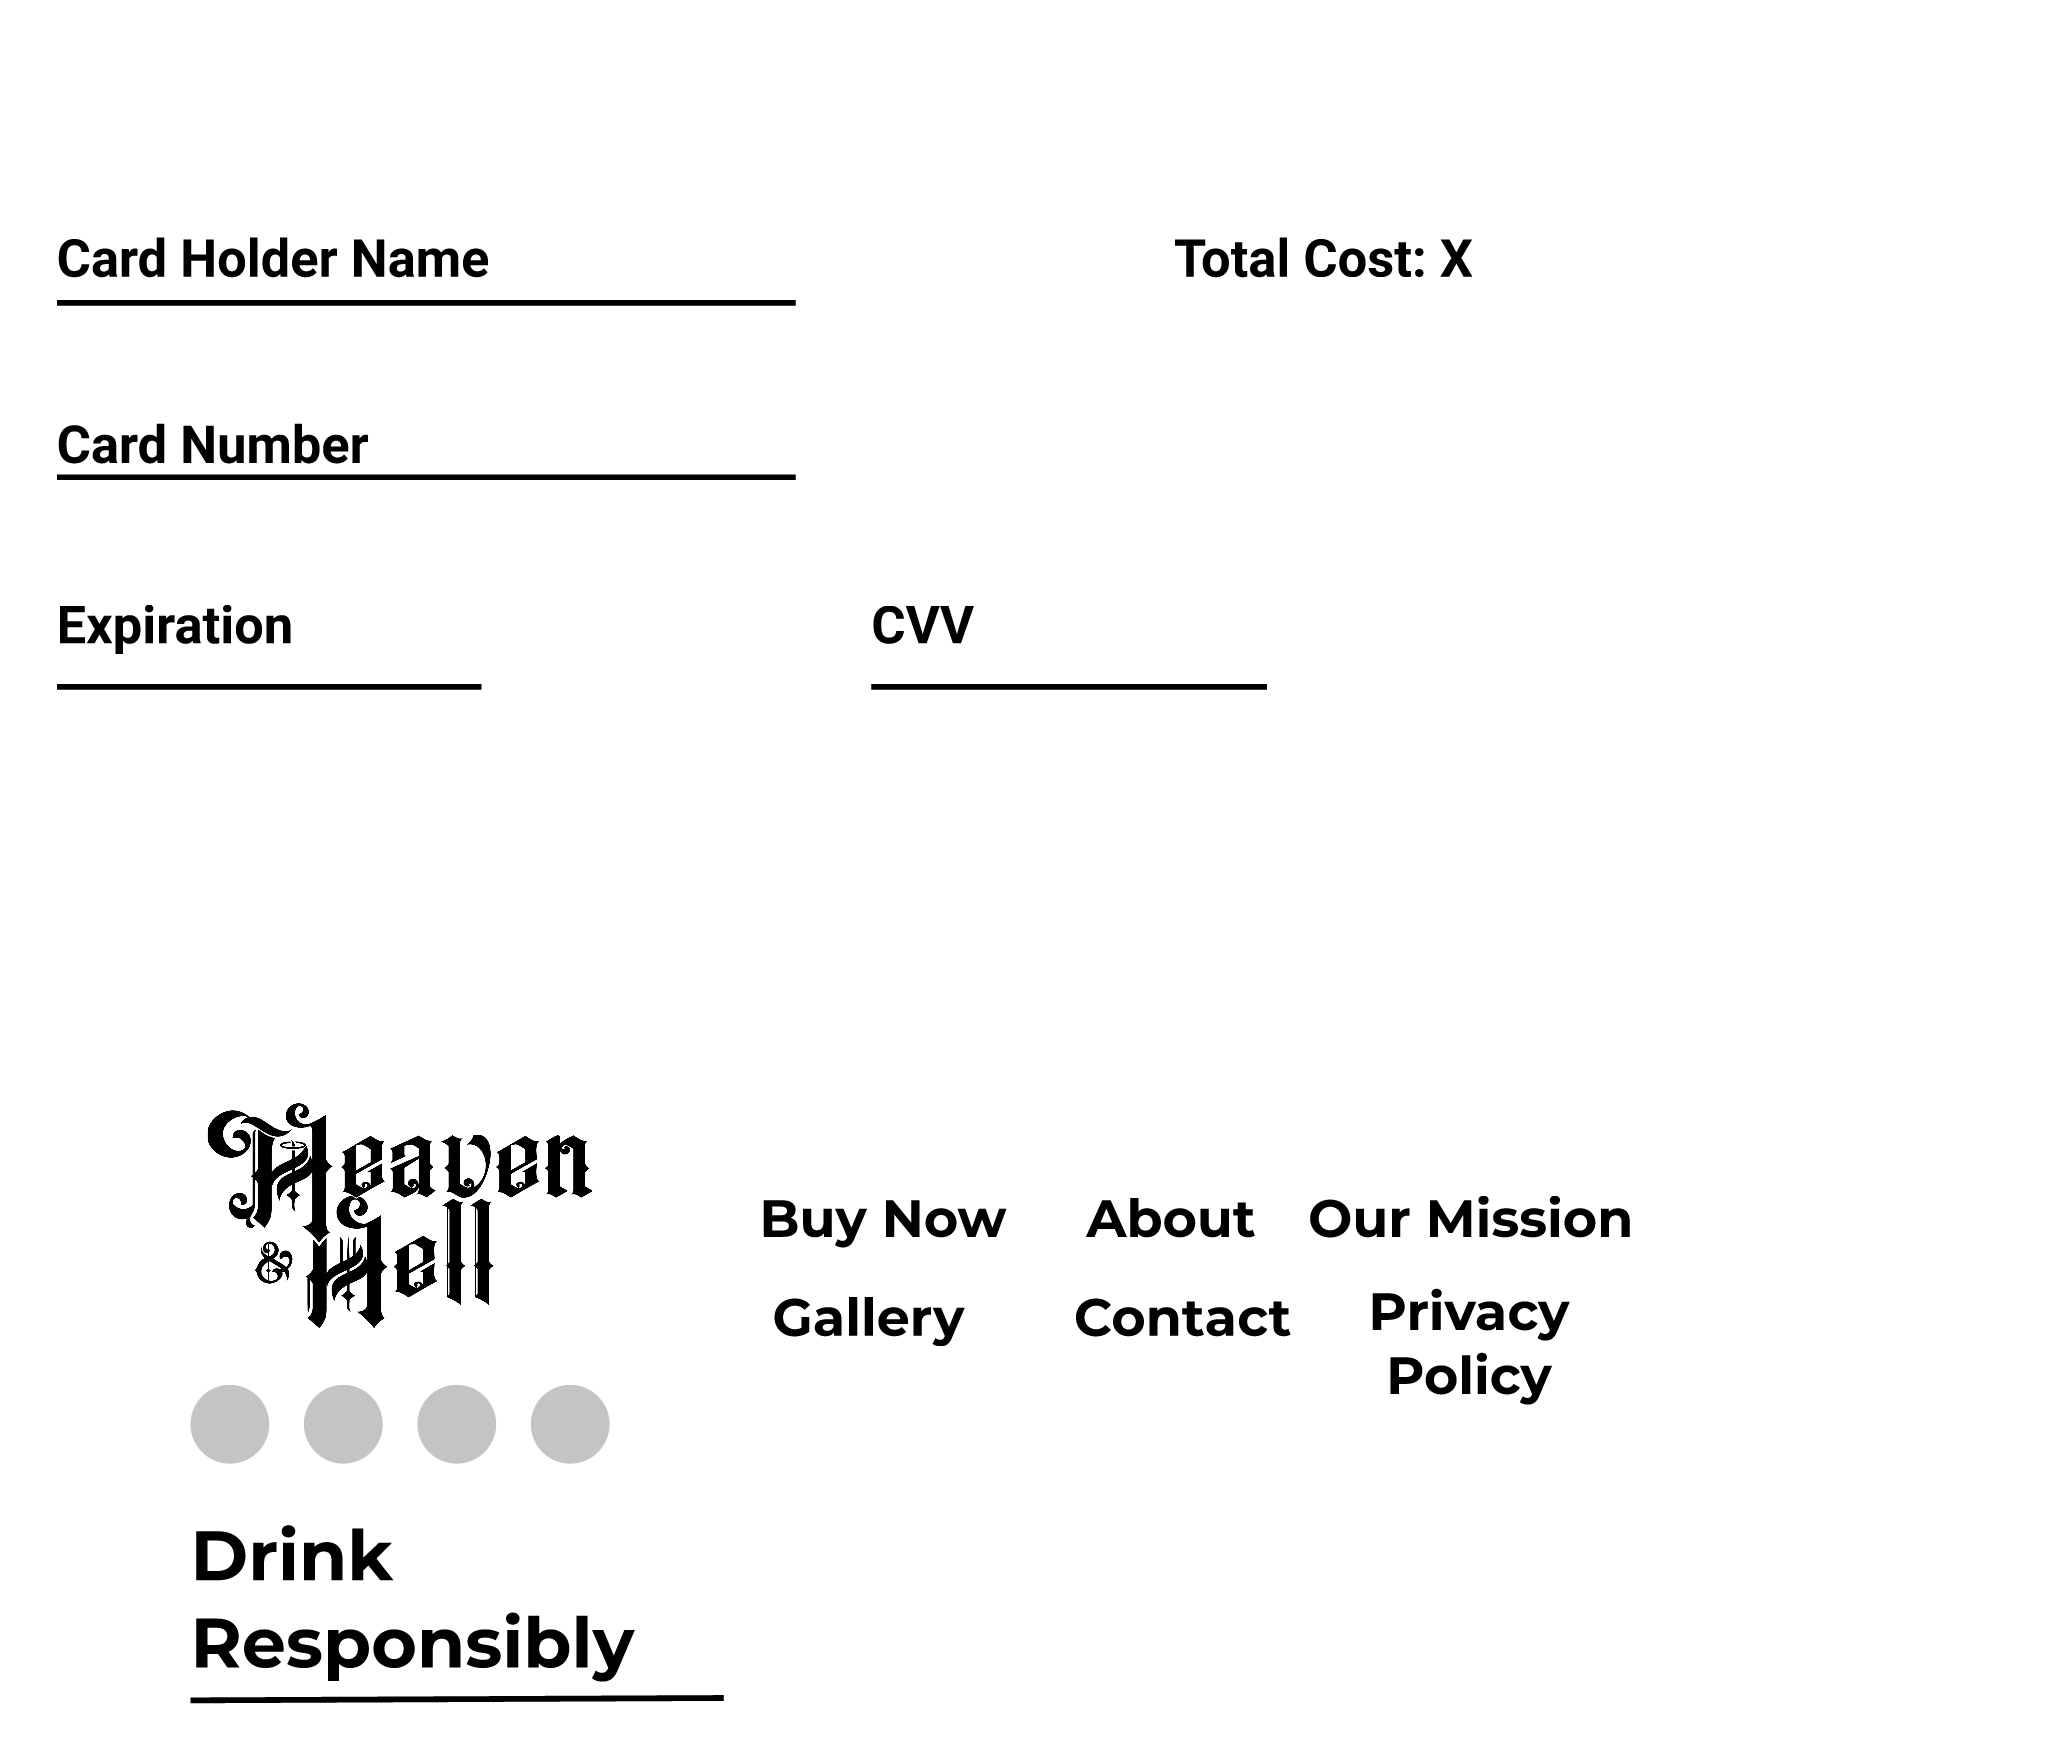 Card Holder Name
Total Cost: X
Card Number
Expiration
CVV
Heaven
& Hell
Buy Now
About
Our Mission
Gallery
Contact
Privacy
Policy
Drink
Responsibly